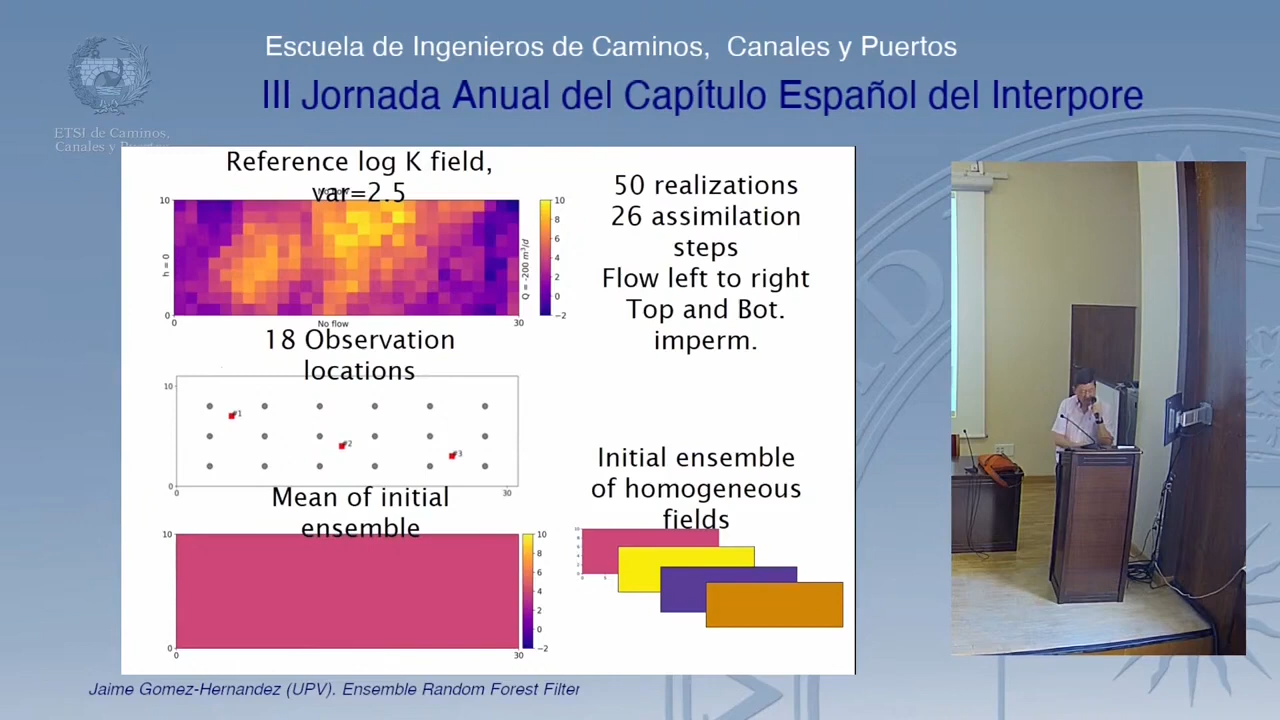 Escuela de Ingenieros de Caminos, Canales y Puertos
III Jornada Anual del Capítulo Español del Interpore
ETSI de Caminos,
Canales y Puertos
Reference log K field,
var=2.5
10
h = 0
0
0
No flow
30
Q = -200 m³/d
10
8
6
4
2
0
−2
50 realizations
26 assimilation
steps
Flow left to right
Top and Bot.
imperm.
18 Observation
locations
10
#1
#2
#3
0
0
30
Mean of initial
ensemble
10
0
0
30
10
8
6
4
2
0
−2
Initial ensemble
of homogeneous
fields
Jaime Gomez-Hernandez (UPV). Ensemble Random Forest Filter